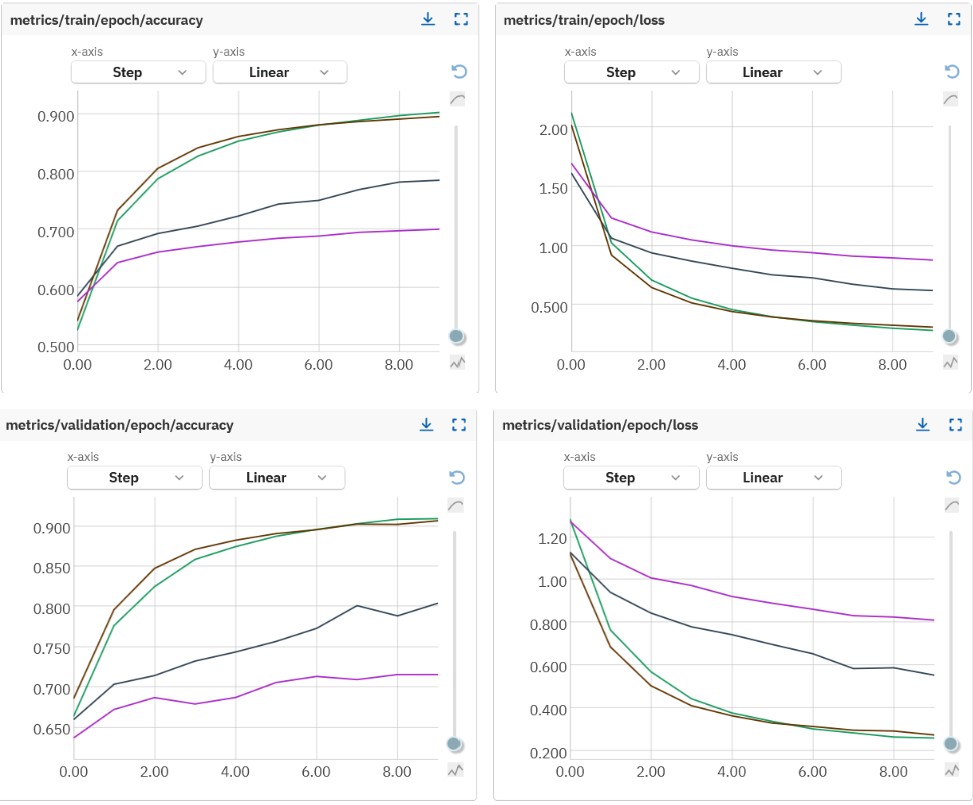 metrics/train/epoch/accuracy
x-axis y-axis
Step Linear
0.900
0.800
0.700
0.600
0.500
0.00 2.00 4.00 6.00 8.00
metrics/train/epoch/loss
x-axis y-axis
Step Linear
2.00
1.50
1.00
0.500
0.00 2.00 4.00 6.00 8.00
metrics/validation/epoch/accuracy
x-axis y-axis
Step Linear
0.900
0.850
0.800
0.750
0.700
0.650
0.00 2.00 4.00 6.00 8.00
metrics/validation/epoch/loss
x-axis y-axis
Step Linear
1.20
1.00
0.800
0.600
0.400
0.200
0.00 2.00 4.00 6.00 8.00